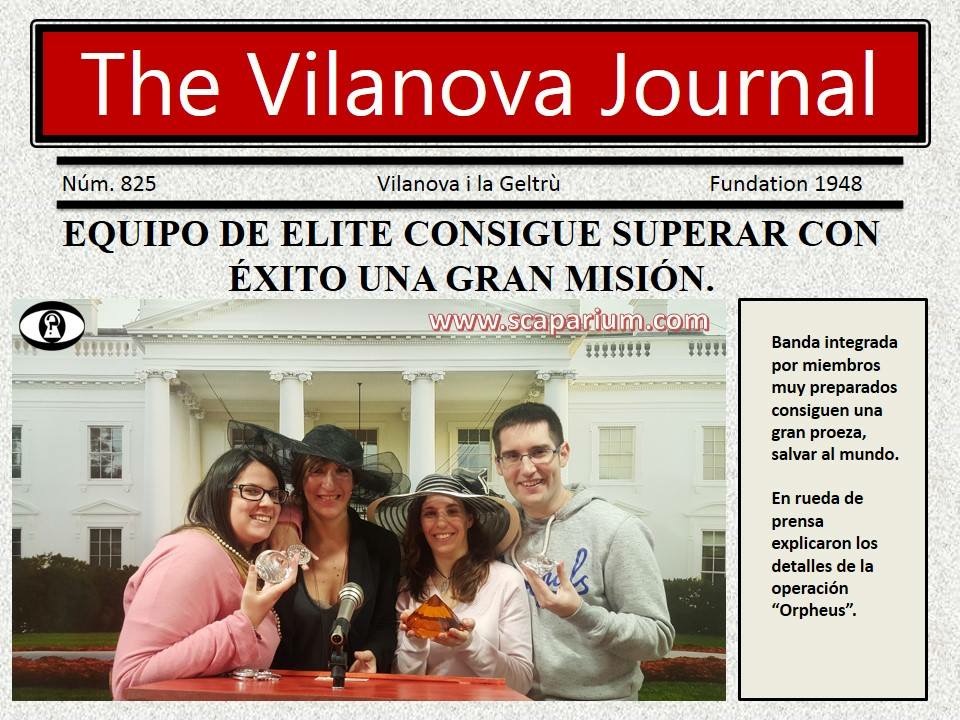 The Vilanova Journal
Núm. 825 Vilanova i la Geltrù Fundation 1948
EQUIPO DE ELITE CONSIGUE SUPERAR CON
ÉXITO UNA GRAN MISIÓN.
www.scaparium.com
Banda integrada
por miembros
muy preparados
consiguen una
gran proeza,
salvar al mundo.
En rueda de
prensa
explicaron los
detalles de la
operación
“Orpheus”.